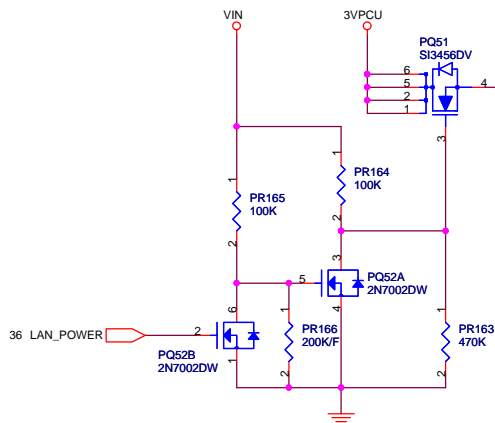 VIN
3VPCU
PQ51
SI3456DV
6
5
2
1
4
3
1
PR165
100K
2
1
PR164
100K
2
3
5
PQ52A
2N7002DW
4
6
36 LAN_POWER
2
PQ52B
2N7002DW
1
1
PR166
200K/F
2
1
PR163
470K
2